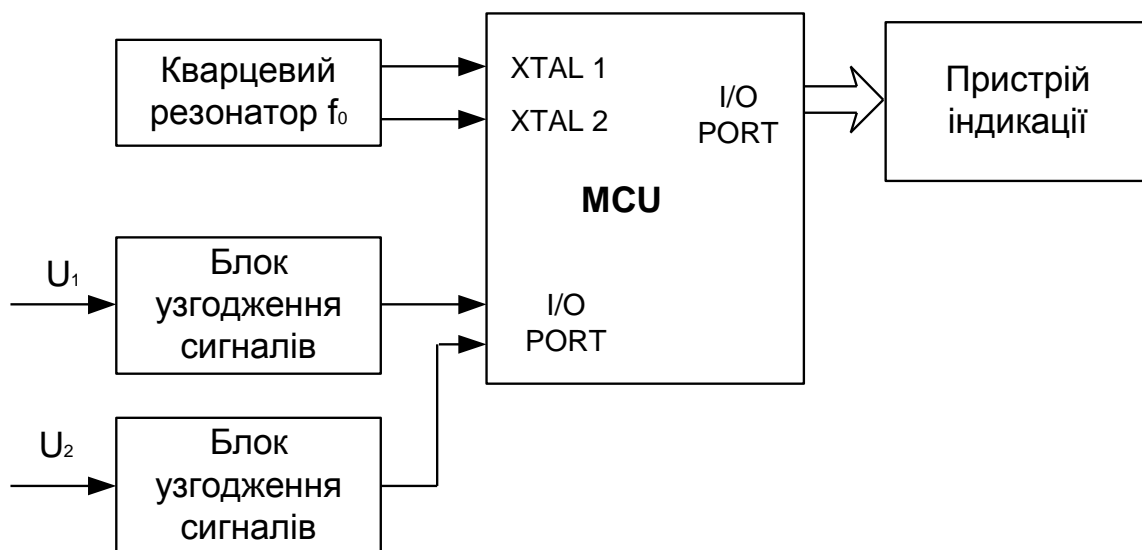 Кварцевий
резонатор f₀
XTAL 1
XTAL 2
I/O
PORT
MCU
Пристрій
індикації
U₁
Блок
узгодження
сигналів
I/O
PORT
U₂
Блок
узгодження
сигналів